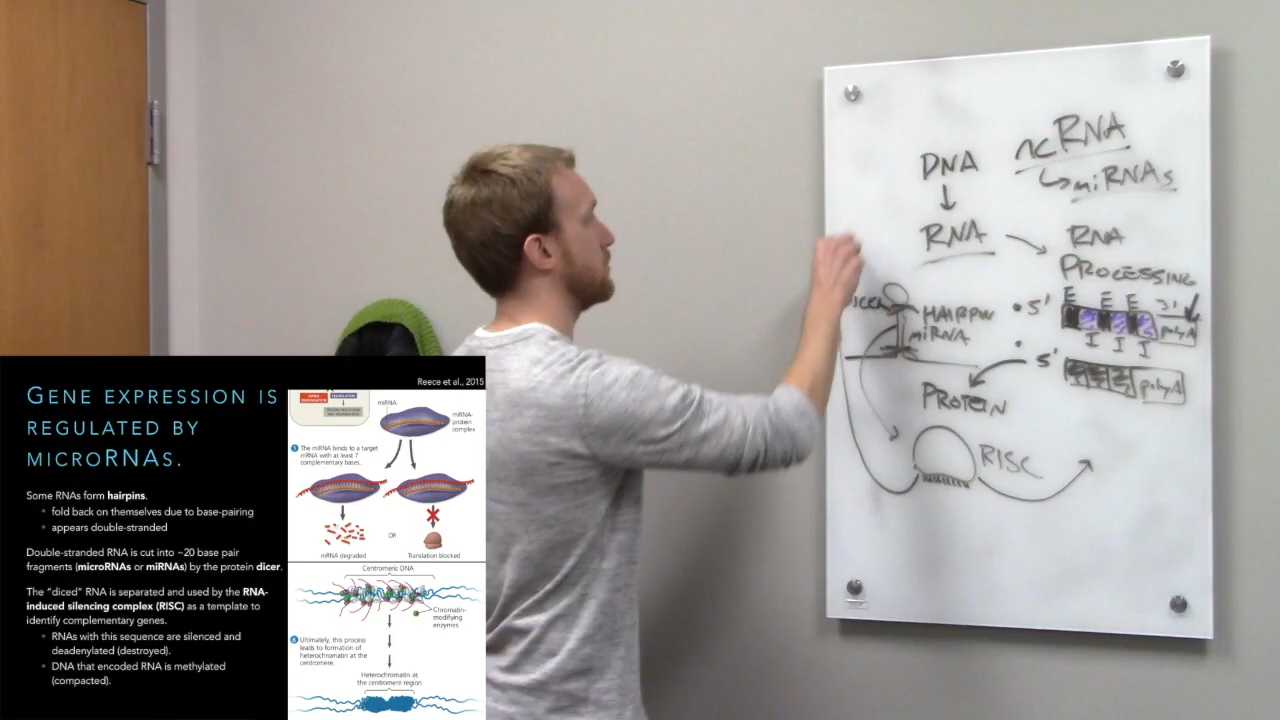 Reece et al., 2015
GENE EXPRESSION IS
REGULATED BY
MICRORNAS.
Some RNAs form hairpins.
• fold back on themselves due to base-pairing
• appears double-stranded
Double-stranded RNA is cut into ~20 base pair
fragments (microRNAs or miRNAs) by the protein dicer.
The "diced" RNA is separated and used by the RNA-
induced silencing complex (RISC) as a template to
identify complementary genes.
• RNAs with this sequence are silenced and
deadenylated (destroyed).
• DNA that encoded RNA is methylated
(compacted).
miRNA
miRNA-
protein
complex
The miRNA binds to a target
mRNA with at least 7
complementary bases.
mRNA degraded
OR
Translation blocked
Centromeric DNA
Chromatin-
modifying
enzymes
Ultimately, this process
leads to formation of
heterochromatin at the
centromere.
Heterochromatin at
the centromere region
ncRNA
miRNAs
DNA
RNA
RNA
PROCESSING
E E E
HAIRPIN
miRNA
• 5'
polyA
I I I
• 5'
polyA
PROTEIN
RISC